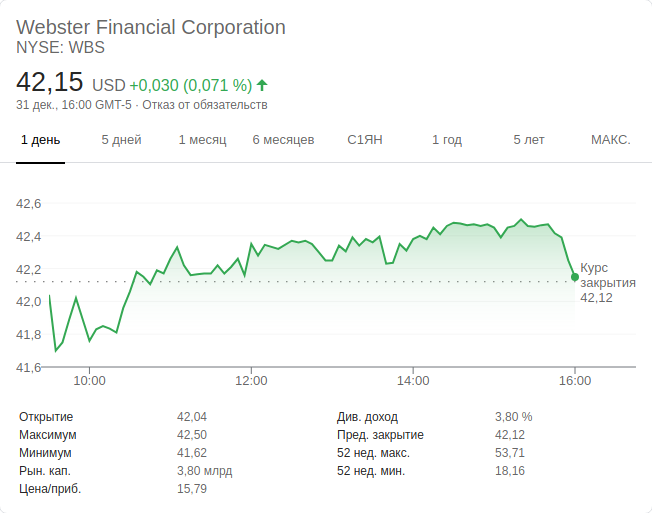 Webster Financial Corporation
NYSE: WBS
42,15 USD +0,030 (0,071 %)
31 дек., 16:00 GMT-5 · Отказ от обязательств
1 день 5 дней 1 месяц 6 месяцев С1ЯН 1 год 5 лет МАКС.
42,6
42,4
42,2
42,0
41,8
41,6
Курс
закрытия
42,12
10:00 12:00 14:00 16:00
Открытие 42,04 Див. доход 3,80 %
Максимум 42,50 Пред. закрытие 42,12
Минимум 41,62 52 нед. макс. 53,71
Рын. кап. 3,80 млрд 52 нед. мин. 18,16
Цена/приб. 15,79